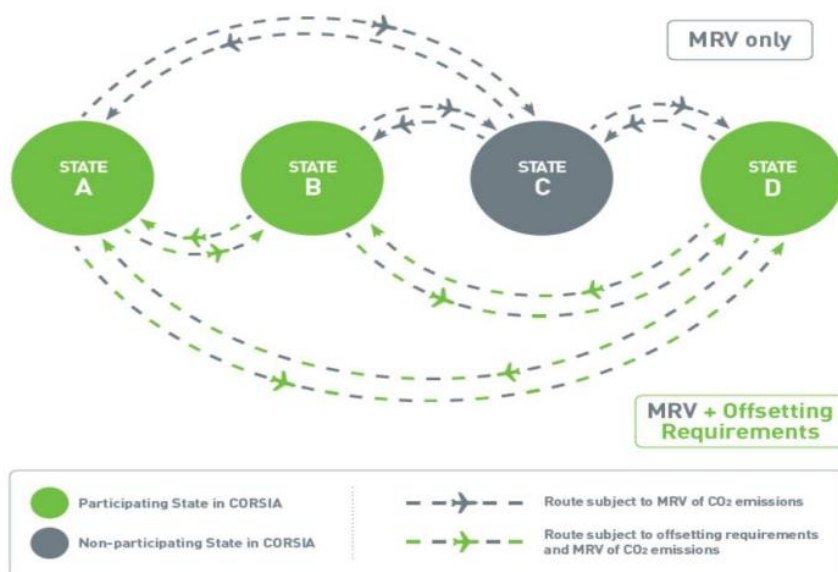 MRV only
STATE
A
STATE
B
STATE
C
STATE
D
MRV + Offsetting
Requirements
Participating State in CORSIA
Non-participating State in CORSIA
Route subject to MRV of CO₂ emissions
Route subject to offsetting requirements
and MRV of CO₂ emissions